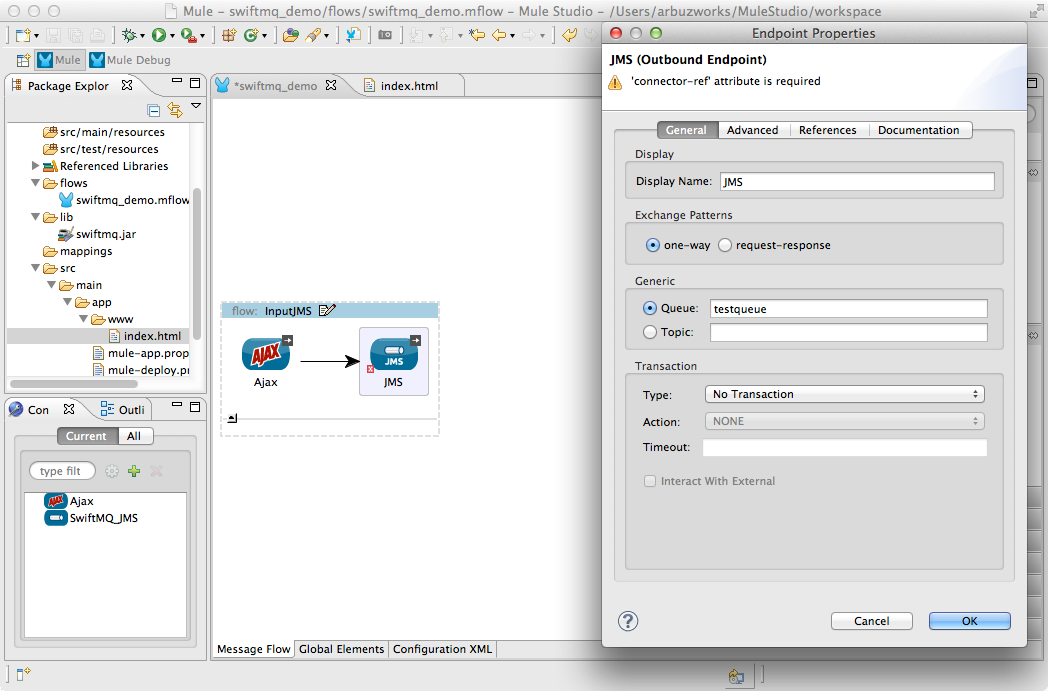 Mule – swiftmq_demo/flows/swiftmq_demo.mflow – Mule Studio – /Users/arbuzworks/MuleStudio/workspace
Mule
Mule Debug
Package Explor
src/main/resources
src/test/resources
Referenced Libraries
flows
swiftmq_demo.mflow
lib
swiftmq.jar
mappings
src
main
app
www
index.html
mule-app.prop
mule-deploy.pr
Con
Outli
Current
All
type filt
Ajax
SwiftMQ_JMS
*swiftmq_demo
index.html
flow: InputJMS
AJAX
JMS
Ajax
JMS
Message Flow
Global Elements
Configuration XML
Endpoint Properties
JMS (Outbound Endpoint)
'connector-ref' attribute is required
General
Advanced
References
Documentation
Display
Display Name: JMS
Exchange Patterns
one-way
request-response
Generic
Queue: testqueue
Topic:
Transaction
Type: No Transaction
Action: NONE
Timeout:
Interact With External
?
Cancel
OK